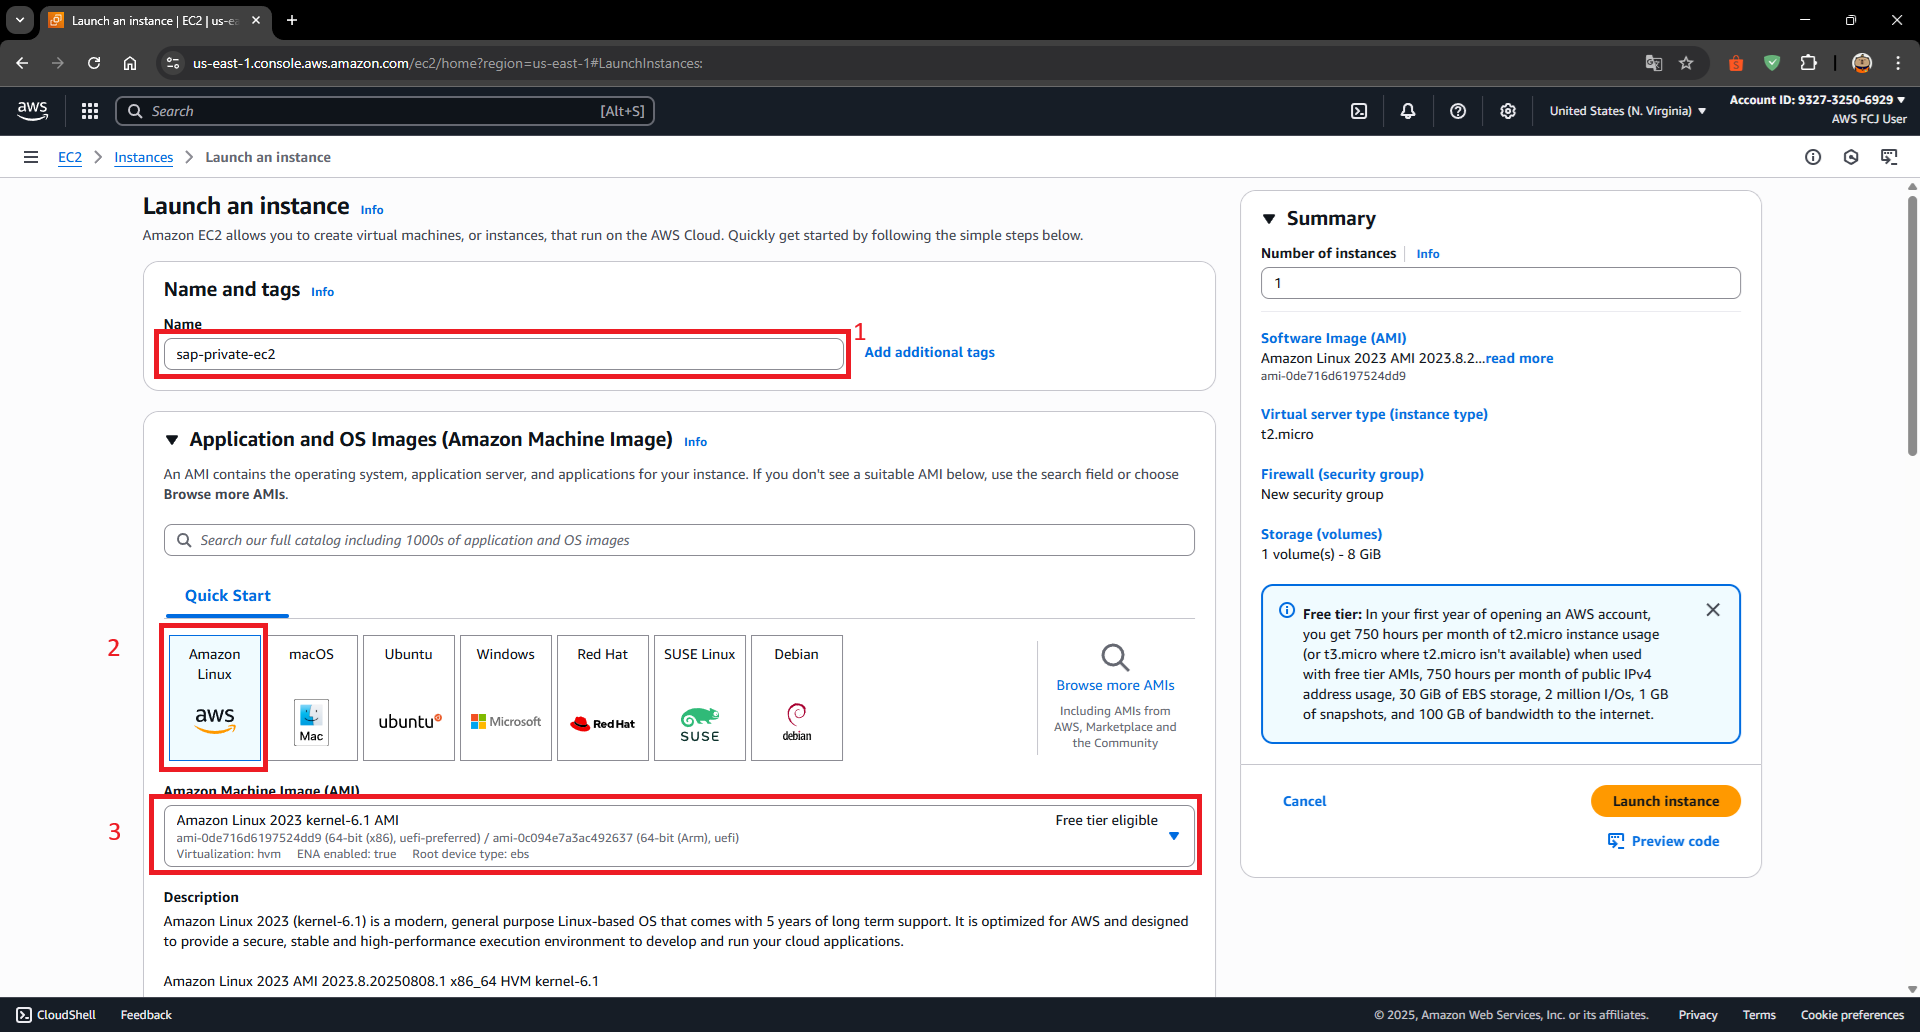 Launch an instance | EC2 | us-ea
us-east-1.console.aws.amazon.com/ec2/home?region=us-east-1#LaunchInstances:
aws
Search
[Alt+S]
United States (N. Virginia)
Account ID: 9327-3250-6929
AWS FCJ User
EC2
Instances
Launch an instance
Launch an instance Info
Amazon EC2 allows you to create virtual machines, or instances, that run on the AWS Cloud. Quickly get started by following the simple steps below.
Name and tags Info
Name
1
sap-private-ec2
Add additional tags
Application and OS Images (Amazon Machine Image) Info
An AMI contains the operating system, application server, and applications for your instance. If you don't see a suitable AMI below, use the search field or choose
Browse more AMIs.
Search our full catalog including 1000s of application and OS images
Quick Start
2
Amazon
Linux
aws
macOS
Mac
Ubuntu
ubuntu
Windows
Microsoft
Red Hat
Red Hat
SUSE Linux
SUSE
Debian
debian
Browse more AMIs
Including AMIs from
AWS, Marketplace and
the Community
Amazon Machine Image (AMI)
3
Amazon Linux 2023 kernel-6.1 AMI
Free tier eligible
ami-0de716d6197524dd9 (64-bit (x86), uefi-preferred) / ami-0c094e7a3ac492637 (64-bit (Arm), uefi)
Virtualization: hvm ENA enabled: true Root device type: ebs
Description
Amazon Linux 2023 (kernel-6.1) is a modern, general purpose Linux-based OS that comes with 5 years of long term support. It is optimized for AWS and designed
to provide a secure, stable and high-performance execution environment to develop and run your cloud applications.
Amazon Linux 2023 AMI 2023.8.20250808.1 x86_64 HVM kernel-6.1
Summary
Number of instances Info
1
Software Image (AMI)
Amazon Linux 2023 AMI 2023.8.2...read more
ami-0de716d6197524dd9
Virtual server type (instance type)
t2.micro
Firewall (security group)
New security group
Storage (volumes)
1 volume(s) - 8 GiB
Free tier: In your first year of opening an AWS account,
you get 750 hours per month of t2.micro instance usage
(or t3.micro where t2.micro isn't available) when used
with free tier AMIs, 750 hours per month of public IPv4
address usage, 30 GiB of EBS storage, 2 million I/Os, 1 GB
of snapshots, and 100 GB of bandwidth to the internet.
Cancel
Launch instance
Preview code
CloudShell
Feedback
© 2025, Amazon Web Services, Inc. or its affiliates.
Privacy
Terms
Cookie preferences